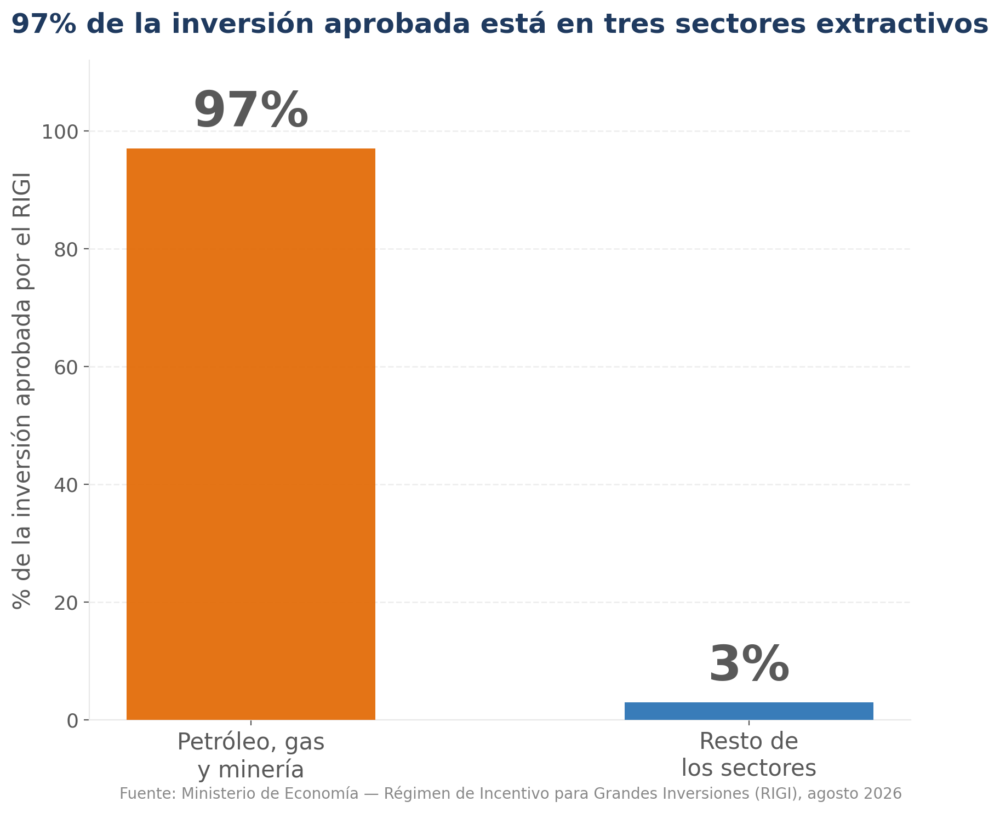 97% de la inversión aprobada está en tres sectores extractivos
97%
100
80
60
40
20
0
% de la inversión aprobada por el RIGI
3%
Petróleo, gas
y minería
Resto de
los sectores
Fuente: Ministerio de Economía — Régimen de Incentivo para Grandes Inversiones (RIGI), agosto 2026